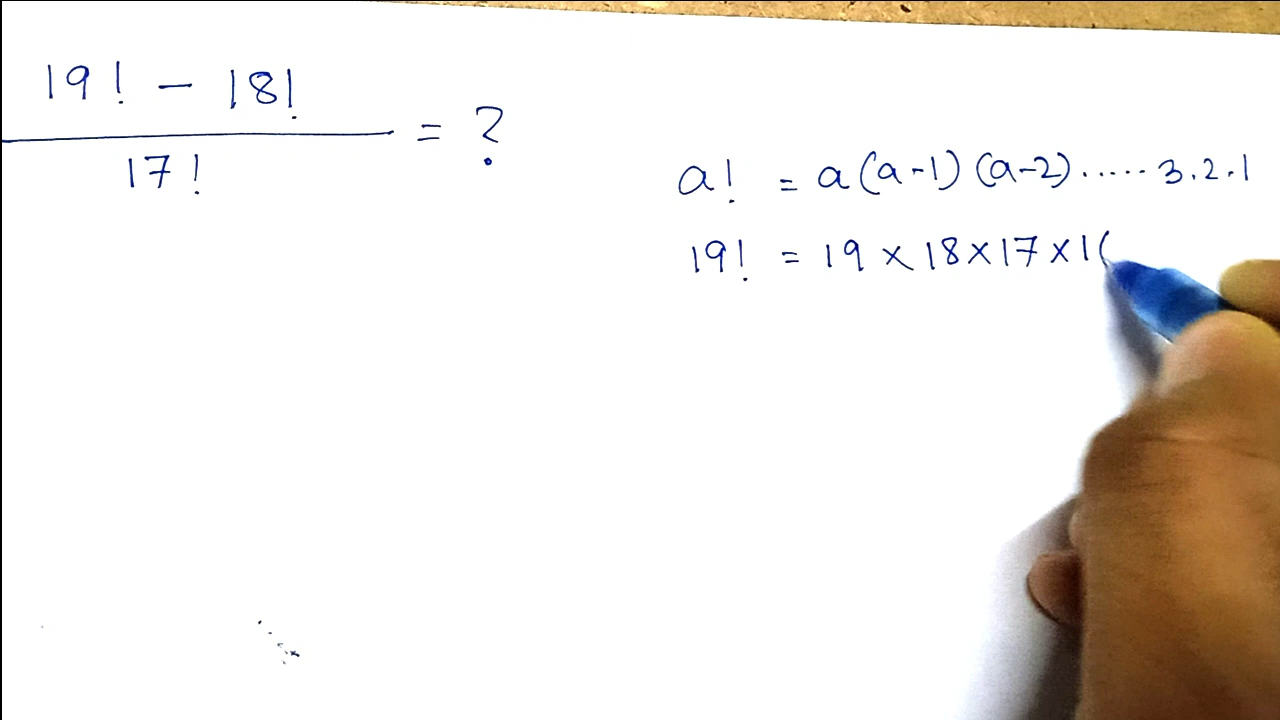 19! - 18!
17!
= ?
a! = a(a-1)(a-2).....3.2.1
19! = 19 × 18 × 17 × 1